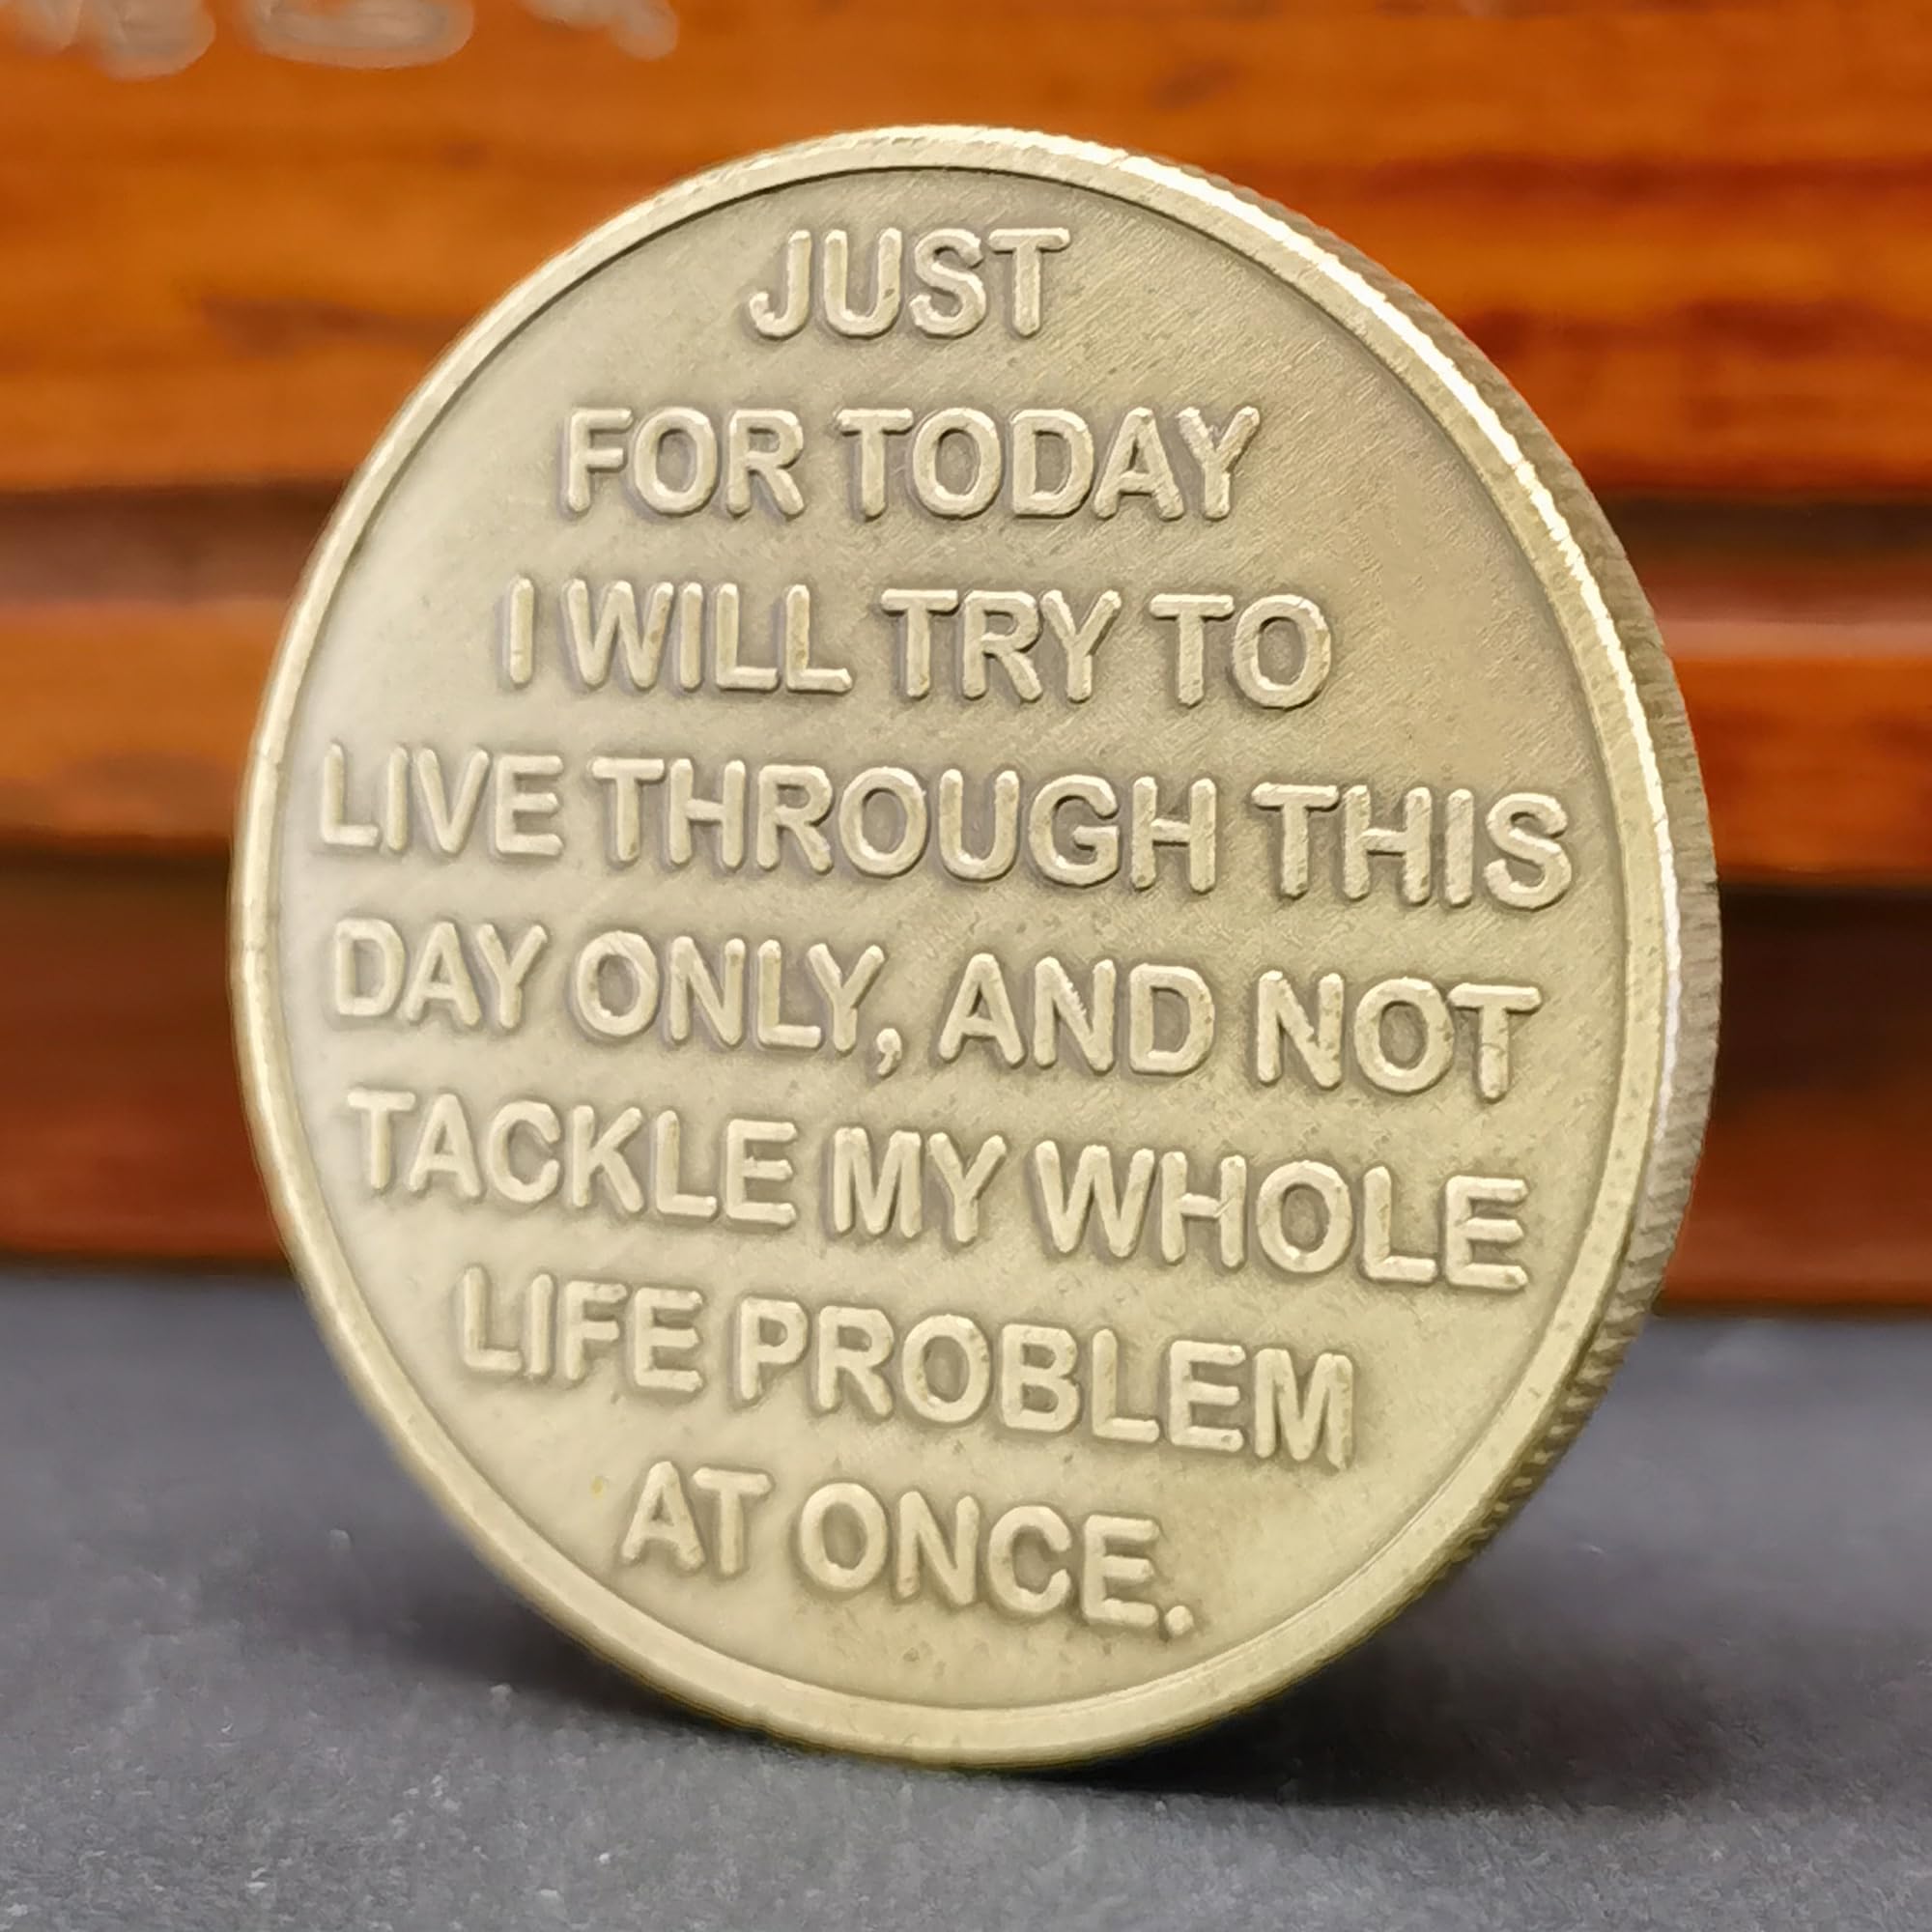 JUST
FOR TODAY
I WILL TRY TO
LIVE THROUGH THIS
DAY ONLY, AND NOT
TACKLE MY WHOLE
LIFE PROBLEM
AT ONCE.